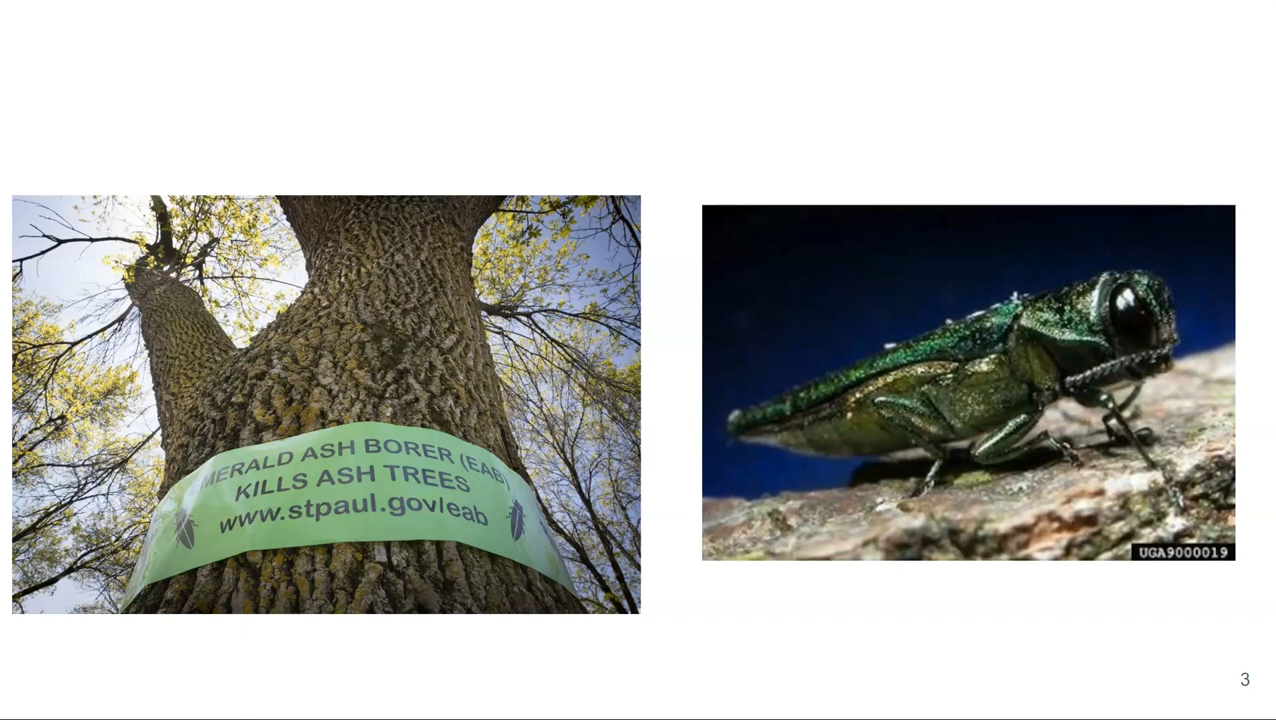 MERALD ASH BORER (EAB)
KILLS ASH TREES
www.stpaul.gov/eab
UGA9000019
3